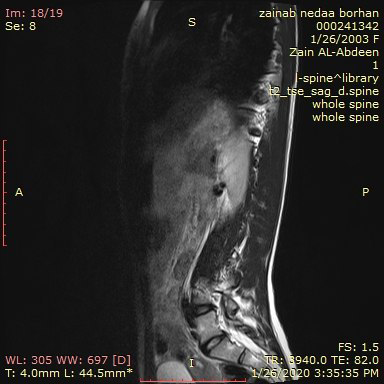 Im: 18/19
Se: 8
S
zainab nedaa borhan
000241342
1/26/2003 F
Zain AL-Abdeen
1
l-spine^library
t2_tse_sag_d.spine
whole spine
whole spine
A
P
WL: 305 WW: 697 [D]
T: 4.0mm L: 44.5mm*
I
FS: 1.5
TR: 8940.0 TE: 82.0
1/26/2020 3:35:35 PM